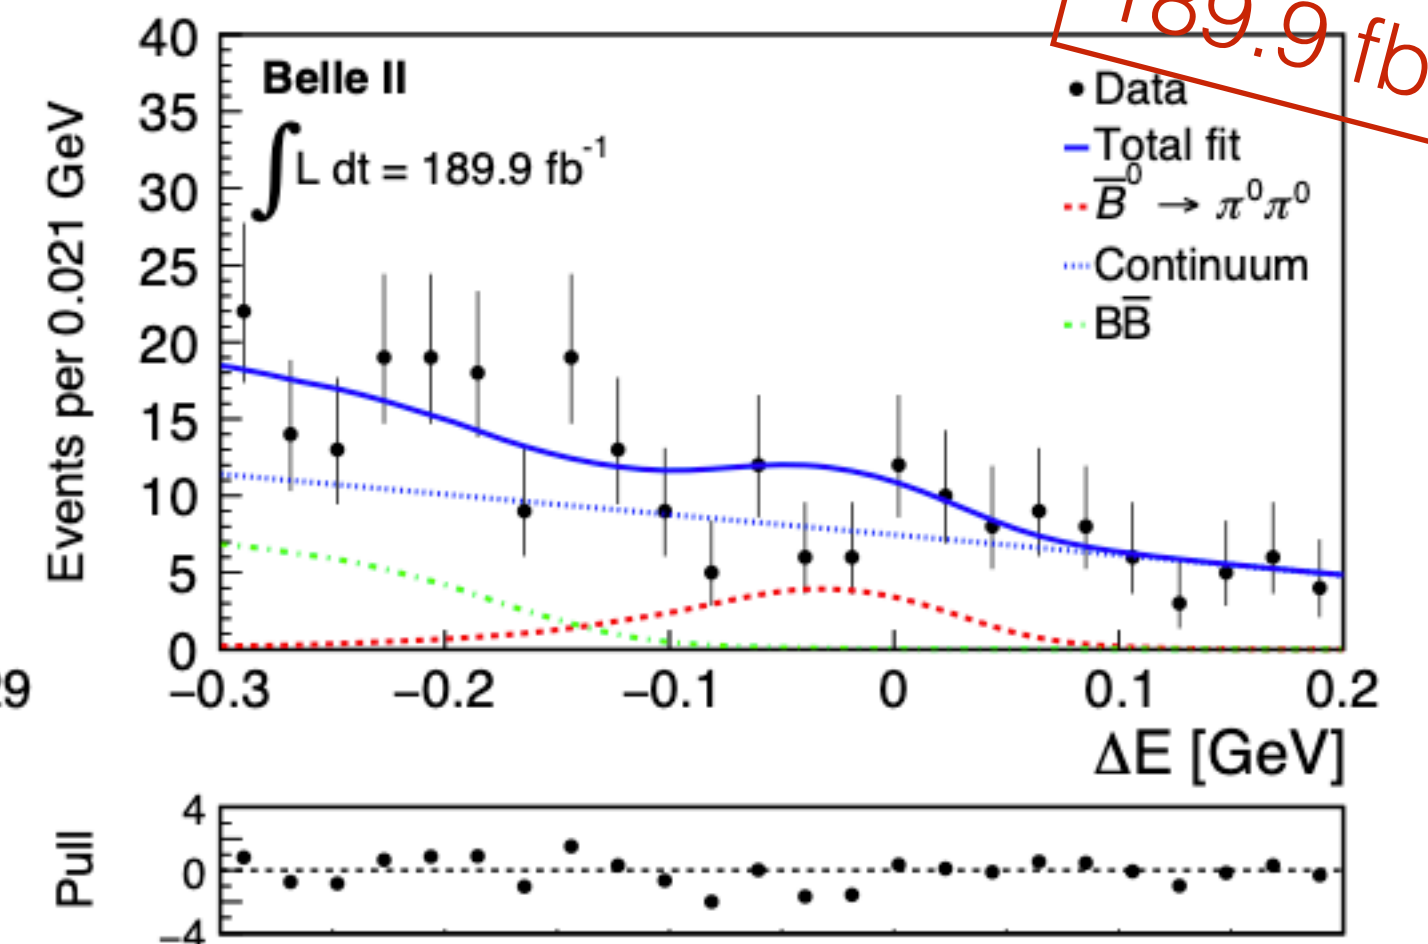 189.9 fb
40
35
30
25
20
15
10
5
0
Events per 0.021 GeV
Belle II
∫L dt = 189.9 fb⁻¹
Data
Total fit
B̅⁰ → π⁰π⁰
Continuum
BB̅
29
−0.3 −0.2 −0.1 0 0.1 0.2
ΔE [GeV]
Pull
4
0
−4